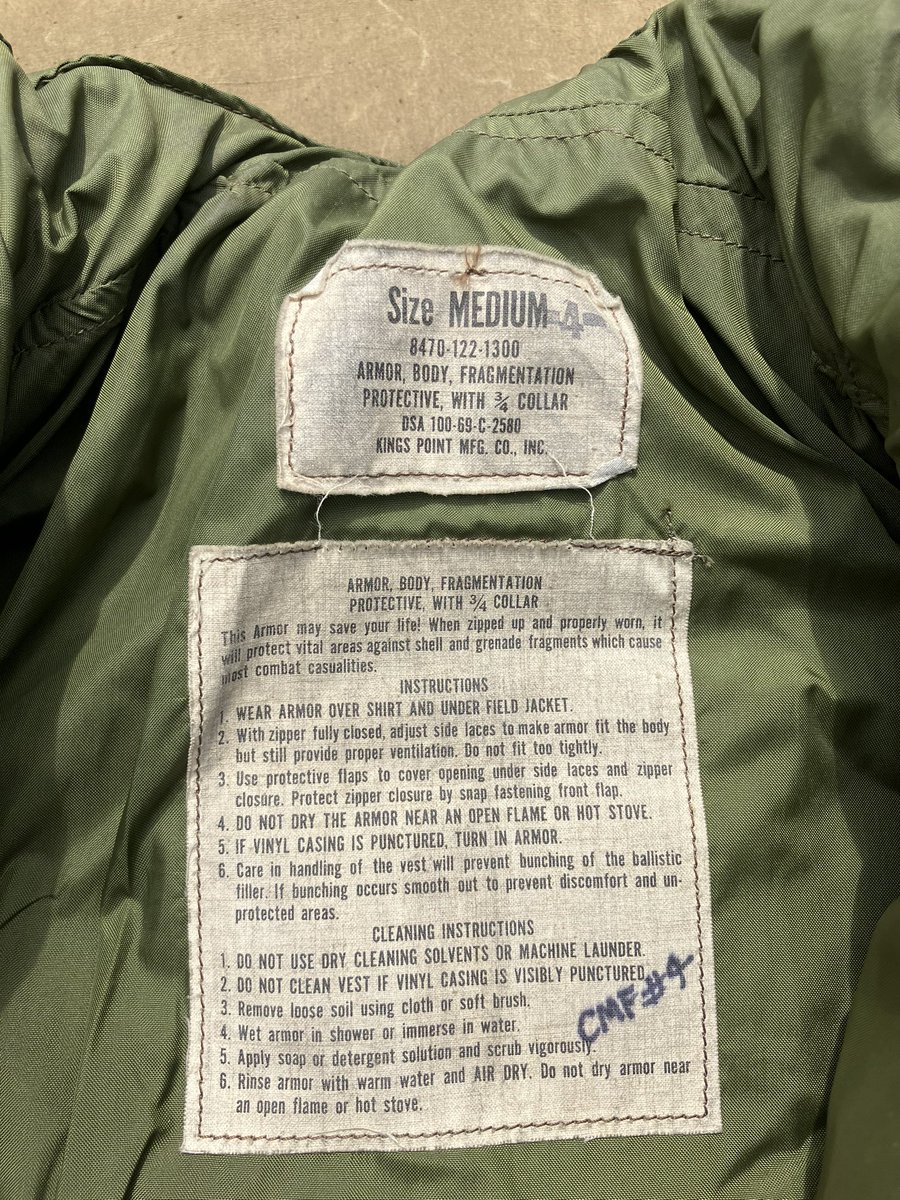 Size MEDIUM -4-
8470-122-1300
ARMOR, BODY, FRAGMENTATION
PROTECTIVE, WITH ¾ COLLAR
DSA 100-69-C-2580
KINGS POINT MFG. CO., INC.
ARMOR, BODY, FRAGMENTATION
PROTECTIVE, WITH ¾ COLLAR
This Armor may save your life! When zipped up and properly worn, it
will protect vital areas against shell and grenade fragments which cause
most combat casualities.
INSTRUCTIONS
1. WEAR ARMOR OVER SHIRT AND UNDER FIELD JACKET.
2. With zipper fully closed, adjust side laces to make armor fit the body
but still provide proper ventilation. Do not fit too tightly.
3. Use protective flaps to cover opening under side laces and zipper
closure. Protect zipper closure by snap fastening front flap.
4. DO NOT DRY THE ARMOR NEAR AN OPEN FLAME OR HOT STOVE.
5. IF VINYL CASING IS PUNCTURED, TURN IN ARMOR.
6. Care in handling of the vest will prevent bunching of the ballistic
filler. If bunching occurs smooth out to prevent discomfort and un-
protected areas.
CLEANING INSTRUCTIONS
1. DO NOT USE DRY CLEANING SOLVENTS OR MACHINE LAUNDER.
2. DO NOT CLEAN VEST IF VINYL CASING IS VISIBLY PUNCTURED.
3. Remove loose soil using cloth or soft brush.
4. Wet armor in shower or immerse in water.
CMF#4
5. Apply soap or detergent solution and scrub vigorously.
6. Rinse armor with warm water and AIR DRY. Do not dry armor near
an open flame or hot stove.